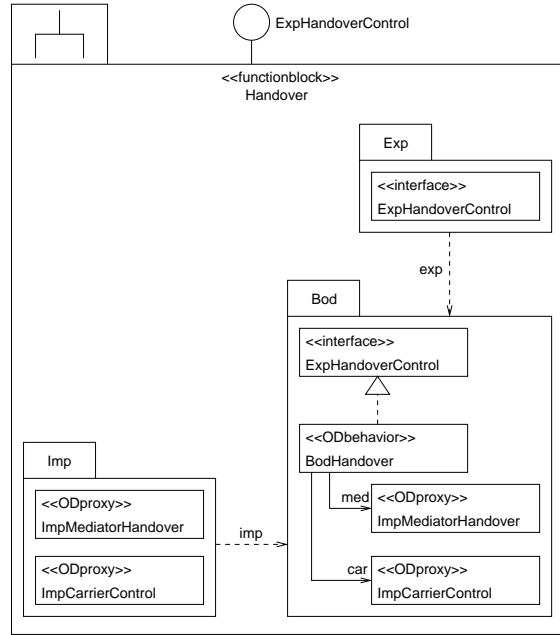 ExpHandoverControl
<<functionblock>>
Handover
Exp
<<interface>>
ExpHandoverControl
exp
Bod
<<interface>>
ExpHandoverControl
<<ODbehavior>>
BodHandover
Imp
<<ODproxy>>
ImpMediatorHandover
<<ODproxy>>
ImpCarrierControl
imp
med
<<ODproxy>>
ImpMediatorHandover
car
<<ODproxy>>
ImpCarrierControl